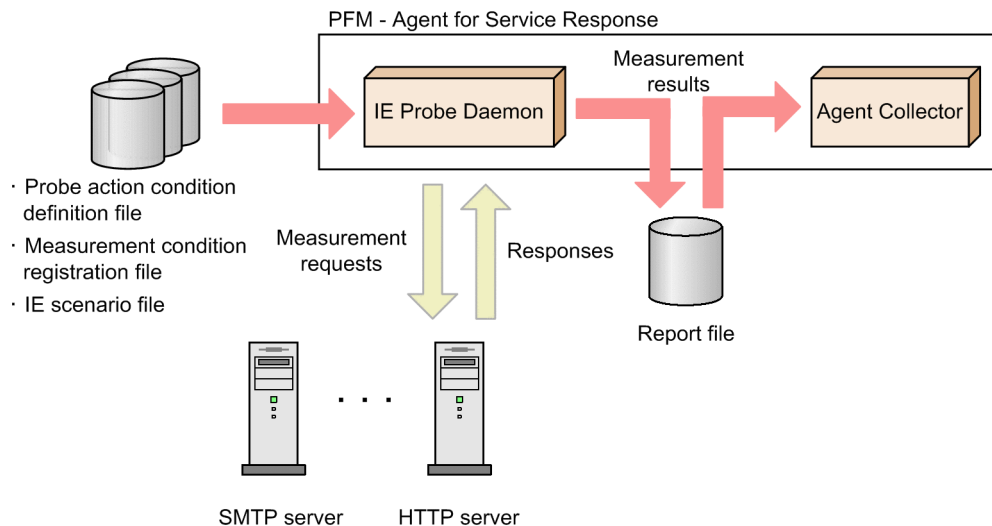 PFM - Agent for Service Response
Measurement
results
IE Probe Daemon
Agent Collector
· Probe action condition
definition file
· Measurement condition
registration file
· IE scenario file
Measurement
requests
Responses
Report file
. . .
SMTP server
HTTP server